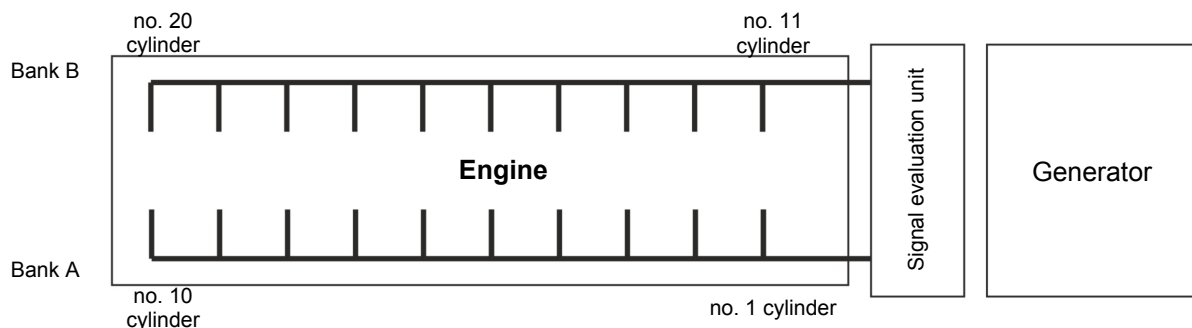 no. 20
cylinder
no. 11
cylinder
Bank B
Engine
Signal evaluation unit
Generator
Bank A
no. 10
cylinder
no. 1 cylinder